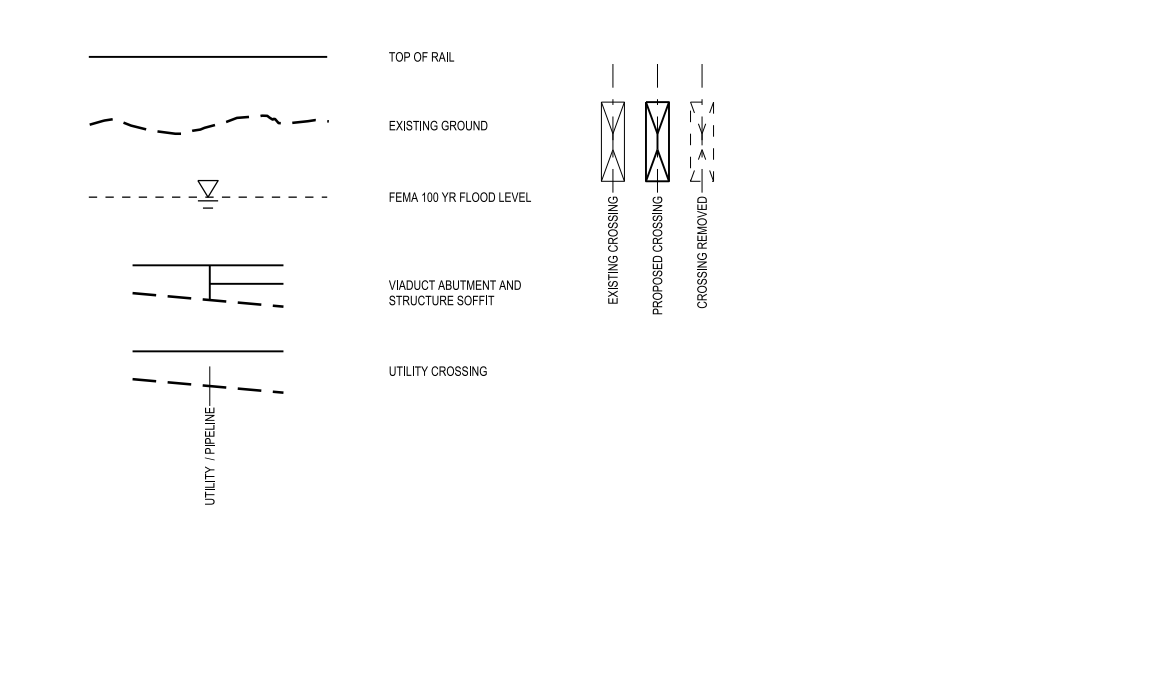 TOP OF RAIL
EXISTING GROUND
FEMA 100 YR FLOOD LEVEL
VIADUCT ABUTMENT AND
STRUCTURE SOFFIT
UTILITY CROSSING
UTILITY / PIPELINE
EXISTING CROSSING
PROPOSED CROSSING
CROSSING REMOVED